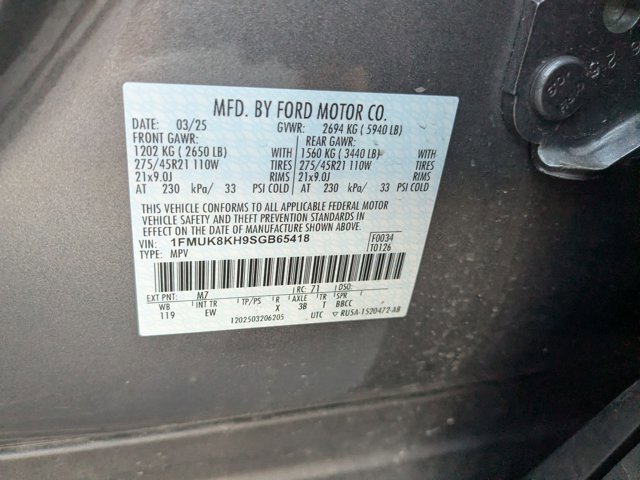 MFD. BY FORD MOTOR CO.
DATE: 03/25 GVWR: 2694 KG ( 5940 LB)
FRONT GAWR: REAR GAWR:
1202 KG ( 2650 LB) WITH 1560 KG ( 3440 LB) WITH
275/45R21 110W TIRES 275/45R21 110W TIRES
21x9.0J RIMS 21x9.0J RIMS
AT 230 kPa/ 33 PSI COLD AT 230 kPa/ 33 PSI COLD
THIS VEHICLE CONFORMS TO ALL APPLICABLE FEDERAL MOTOR
VEHICLE SAFETY AND THEFT PREVENTION STANDARDS IN
EFFECT ON THE DATE OF MANUFACTURE SHOWN ABOVE.
VIN: 1FMUK8KH9SGB65418 F0034
TYPE: MPV T0126
EXT PNT: M7 RC: 71 DSO:
WB INT TR TP/PS R AXLE TR SPR
119 EW X 3B T BBCC
1202503206205 UTC ▽ RU5A-1520472-AB